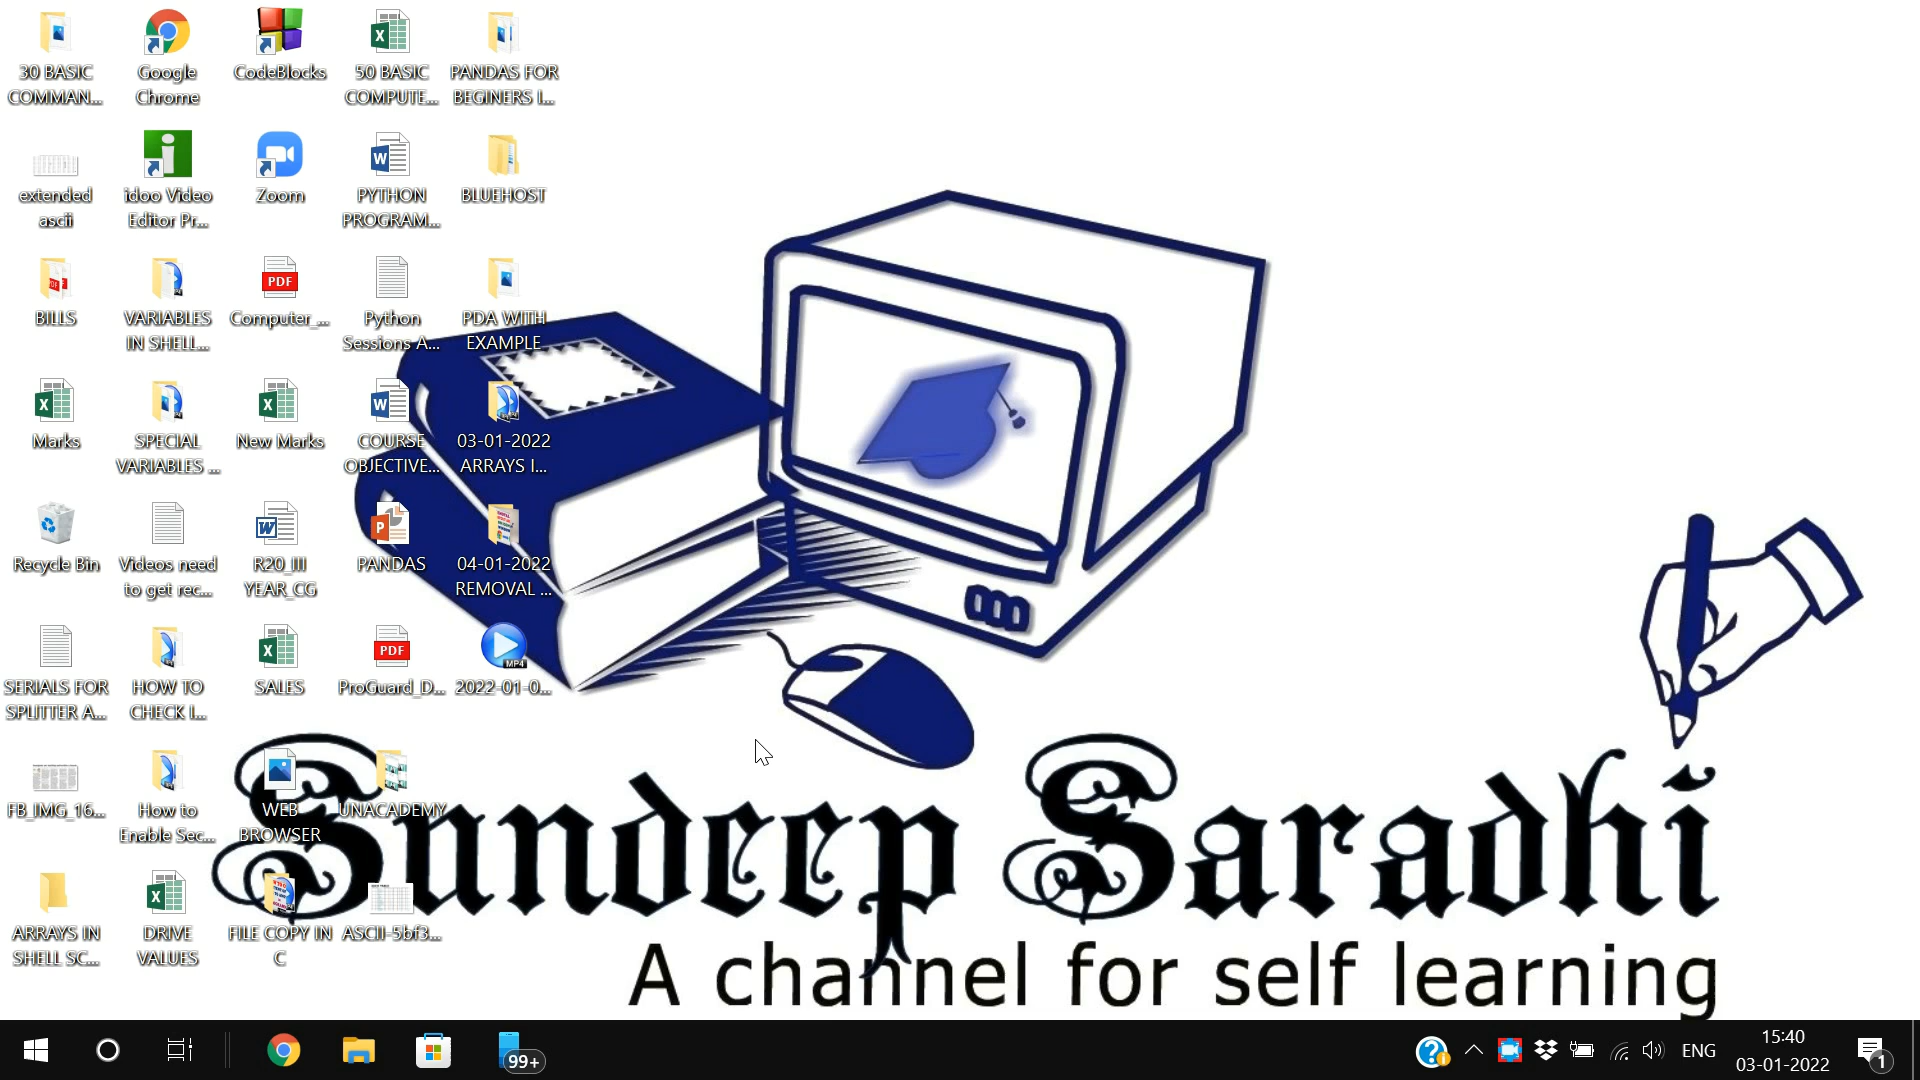 30 BASIC
COMMAN...
Google
Chrome
CodeBlocks
50 BASIC
COMPUTE...
PANDAS FOR
BEGINERS I...
extended
ascii
idoo Video
Editor Pr...
Zoom
PYTHON
PROGRAM...
BLUEHOST
BILLS
VARIABLES
IN SHELL...
PDF
Computer_...
Python
Sessions A...
PDA WITH
EXAMPLE
Marks
SPECIAL
VARIABLES ...
New Marks
COURSE
OBJECTIVE...
03-01-2022
ARRAYS I...
Recycle Bin
Videos need
to get rec...
R20_III
YEAR_CG
PANDAS
04-01-2022
REMOVAL ...
SERIALS FOR
SPLITTER A...
HOW TO
CHECK I...
SALES
PDF
ProGuard_D...
MP4
2022-01-0...
FB_IMG_16...
How to
Enable Sec...
WEB
BROWSER
UNACADEMY
ARRAYS IN
SHELL SC...
DRIVE
VALUES
FILE COPY IN
C
ASCII-5bf3...
Sundeep Saradhi
A channel for self learning
99+
ENG
15:40
03-01-2022
1